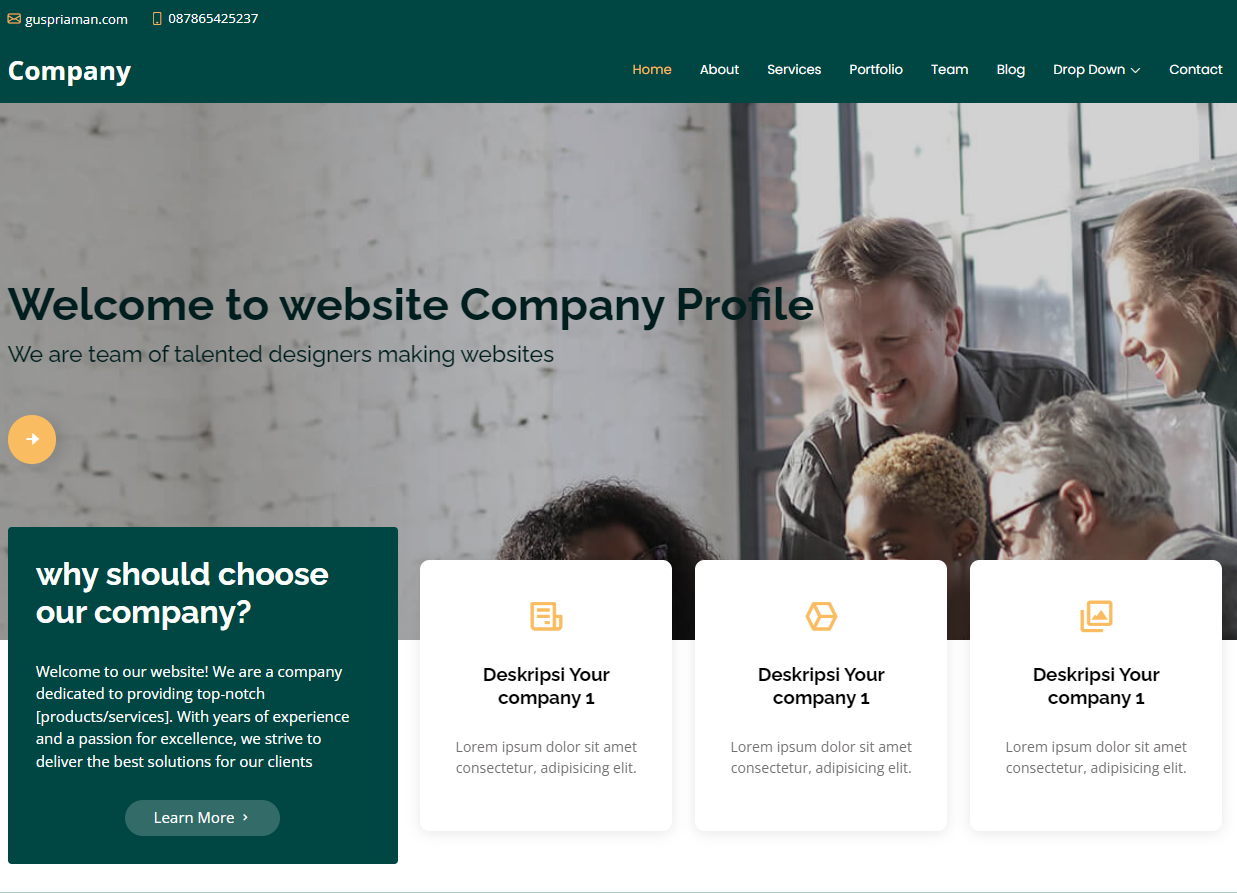 guspriaman.com 087865425237
Company Home About Services Portfolio Team Blog Drop Down Contact
Welcome to website Company Profile
We are team of talented designers making websites
why should choose
our company?
Welcome to our website! We are a company
dedicated to providing top-notch
[products/services]. With years of experience
and a passion for excellence, we strive to
deliver the best solutions for our clients
Learn More
Deskripsi Your
company 1
Lorem ipsum dolor sit amet
consectetur, adipisicing elit.
Deskripsi Your
company 1
Lorem ipsum dolor sit amet
consectetur, adipisicing elit.
Deskripsi Your
company 1
Lorem ipsum dolor sit amet
consectetur, adipisicing elit.